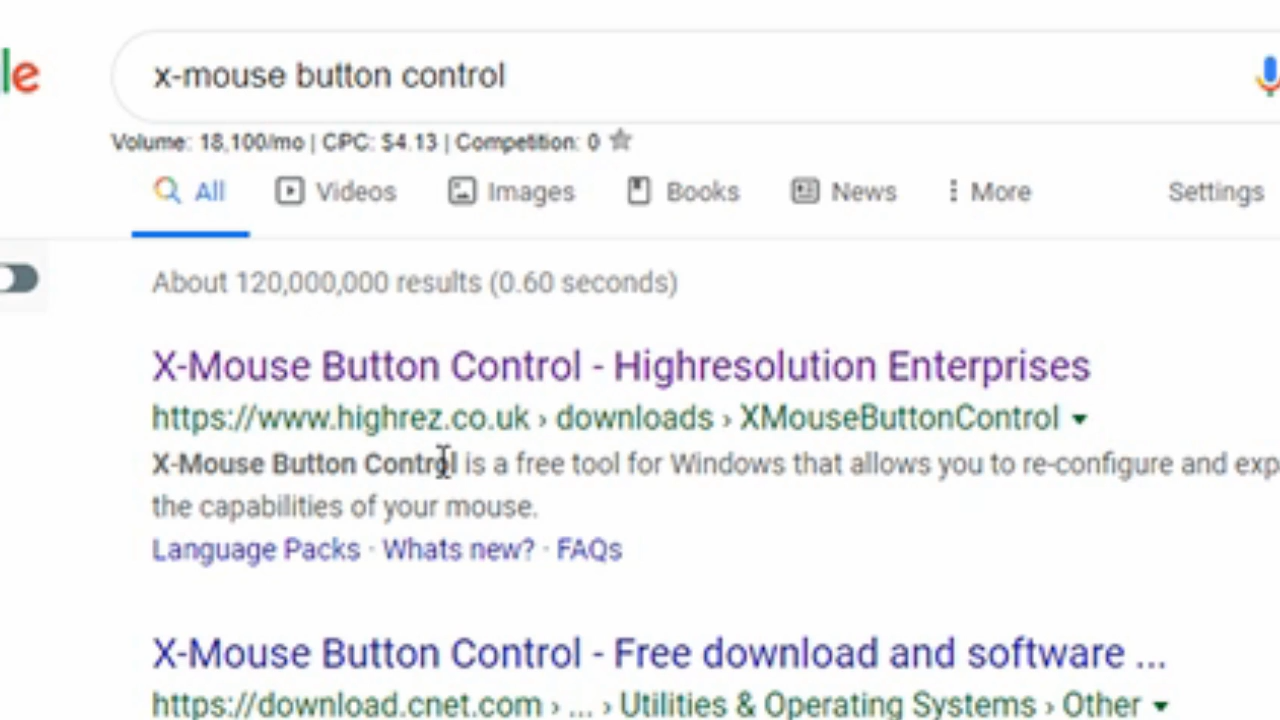 le x-mouse button control
Volume: 18,100/mo | CPC: $4.13 | Competition: 0
All Videos Images Books News More Settings
About 120,000,000 results (0.60 seconds)
X-Mouse Button Control - Highresolution Enterprises
https://www.highrez.co.uk › downloads › XMouseButtonControl
X-Mouse Button Control is a free tool for Windows that allows you to re-configure and exp
the capabilities of your mouse.
Language Packs · Whats new? · FAQs
X-Mouse Button Control - Free download and software ...
https://download.cnet.com › ... › Utilities & Operating Systems › Other